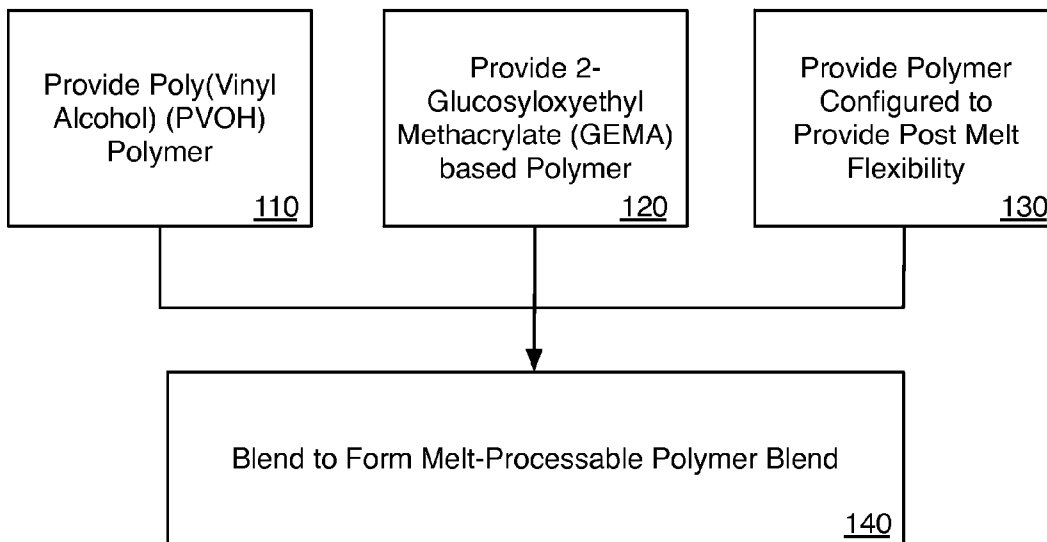 Provide Poly(Vinyl
Alcohol) (PVOH)
Polymer
110
Provide 2-
Glucosyloxyethyl
Methacrylate (GEMA)
based Polymer
120
Provide Polymer
Configured to
Provide Post Melt
Flexibility
130
Blend to Form Melt-Processable Polymer Blend
140